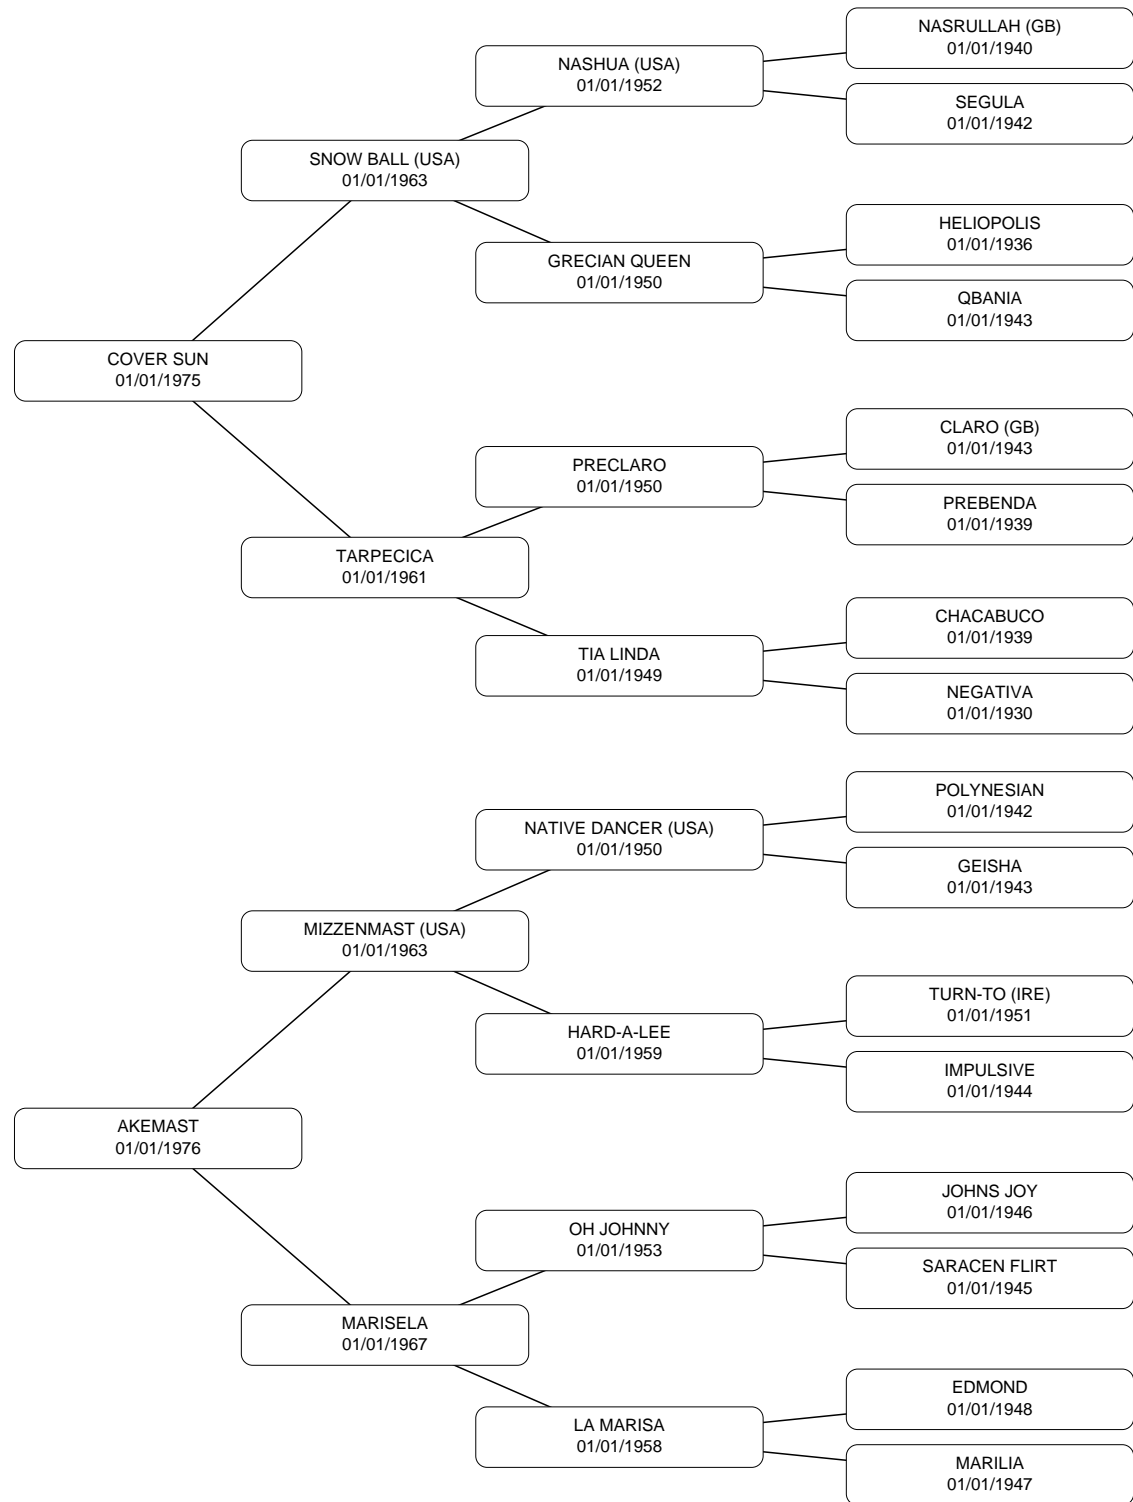 NASRULLAH (GB)
01/01/1940
NASHUA (USA)
01/01/1952
SEGULA
01/01/1942
SNOW BALL (USA)
01/01/1963
HELIOPOLIS
01/01/1936
GRECIAN QUEEN
01/01/1950
QBANIA
01/01/1943
COVER SUN
01/01/1975
CLARO (GB)
01/01/1943
PRECLARO
01/01/1950
PREBENDA
01/01/1939
TARPECICA
01/01/1961
CHACABUCO
01/01/1939
TIA LINDA
01/01/1949
NEGATIVA
01/01/1930
POLYNESIAN
01/01/1942
NATIVE DANCER (USA)
01/01/1950
GEISHA
01/01/1943
MIZZENMAST (USA)
01/01/1963
TURN-TO (IRE)
01/01/1951
HARD-A-LEE
01/01/1959
IMPULSIVE
01/01/1944
AKEMAST
01/01/1976
JOHNS JOY
01/01/1946
OH JOHNNY
01/01/1953
SARACEN FLIRT
01/01/1945
MARISELA
01/01/1967
EDMOND
01/01/1948
LA MARISA
01/01/1958
MARILIA
01/01/1947